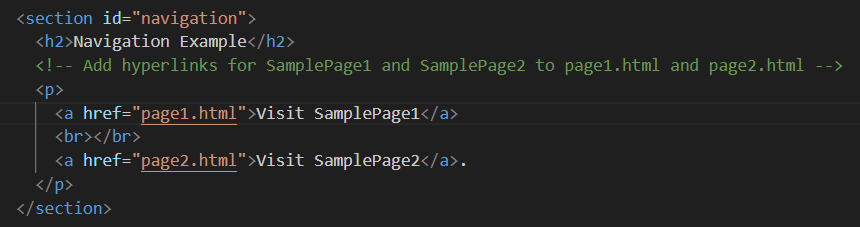 <section id="navigation">
<h2>Navigation Example</h2>
<!-- Add hyperlinks for SamplePage1 and SamplePage2 to page1.html and page2.html -->
<p>
<a href="page1.html">Visit SamplePage1</a>
<br></br>
<a href="page2.html">Visit SamplePage2</a>.
</p>
</section>